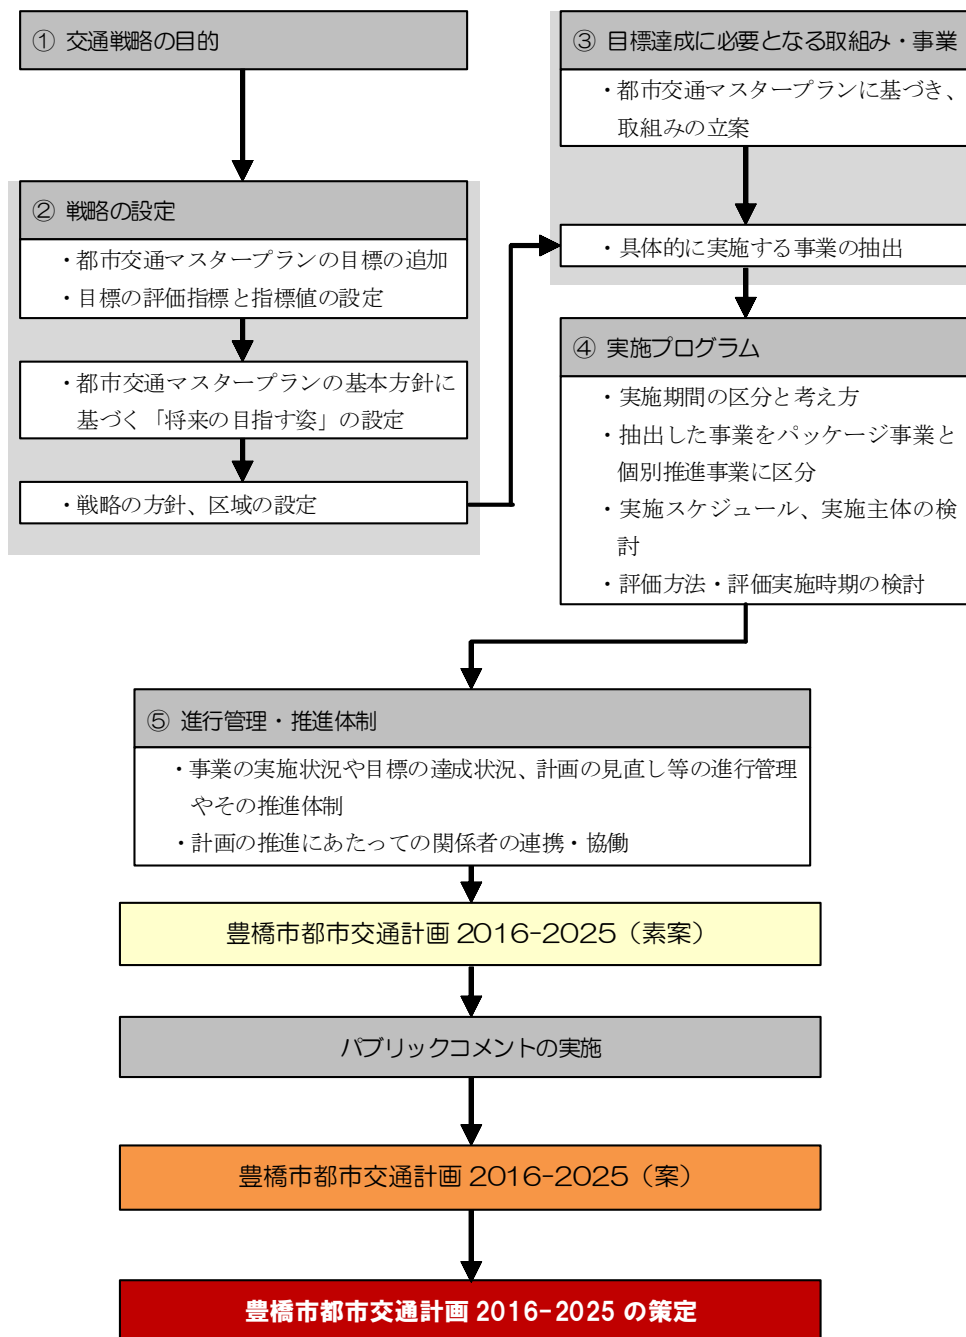 ① 交通戦略の目的
② 戦略の設定
・都市交通マスタープランの目標の追加
・目標の評価指標と指標値の設定
・都市交通マスタープランの基本方針に
基づく「将来の目指す姿」の設定
・戦略の方針、区域の設定
③ 目標達成に必要となる取組み・事業
・都市交通マスタープランに基づき、
取組みの立案
・具体的に実施する事業の抽出
④ 実施プログラム
・実施期間の区分と考え方
・抽出した事業をパッケージ事業と
個別推進事業に区分
・実施スケジュール、実施主体の検
討
・評価方法・評価実施時期の検討
⑤ 進行管理・推進体制
・事業の実施状況や目標の達成状況、計画の見直し等の進行管理
やその推進体制
・計画の推進にあたっての関係者の連携・協働
豊橋市都市交通計画 2016-2025（素案）
パブリックコメントの実施
豊橋市都市交通計画 2016-2025（案）
豊橋市都市交通計画 2016-2025 の策定